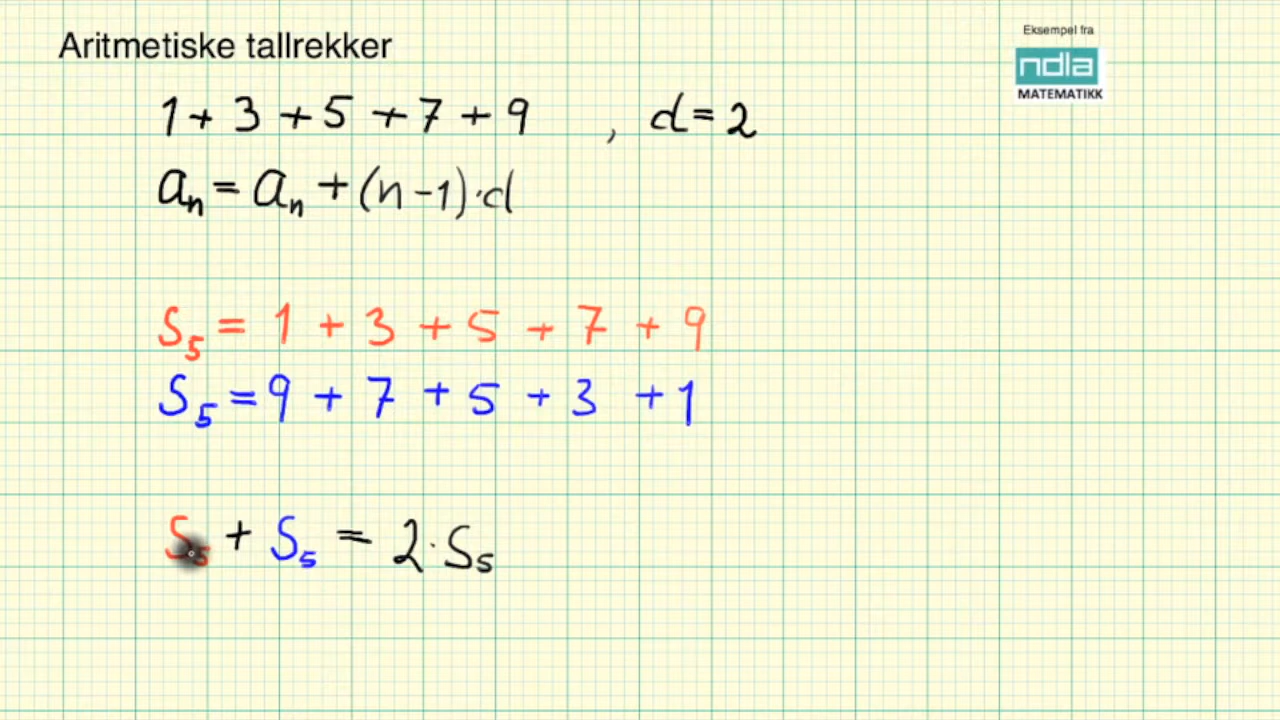 Aritmetiske tallrekker
Eksempel fra
ndla
MATEMATIKK
1 + 3 + 5 + 7 + 9 , d = 2
aₙ = aₙ + (n - 1) · d
S₅ = 1 + 3 + 5 + 7 + 9
S₅ = 9 + 7 + 5 + 3 + 1
S₅ + S₅ = 2 · S₅